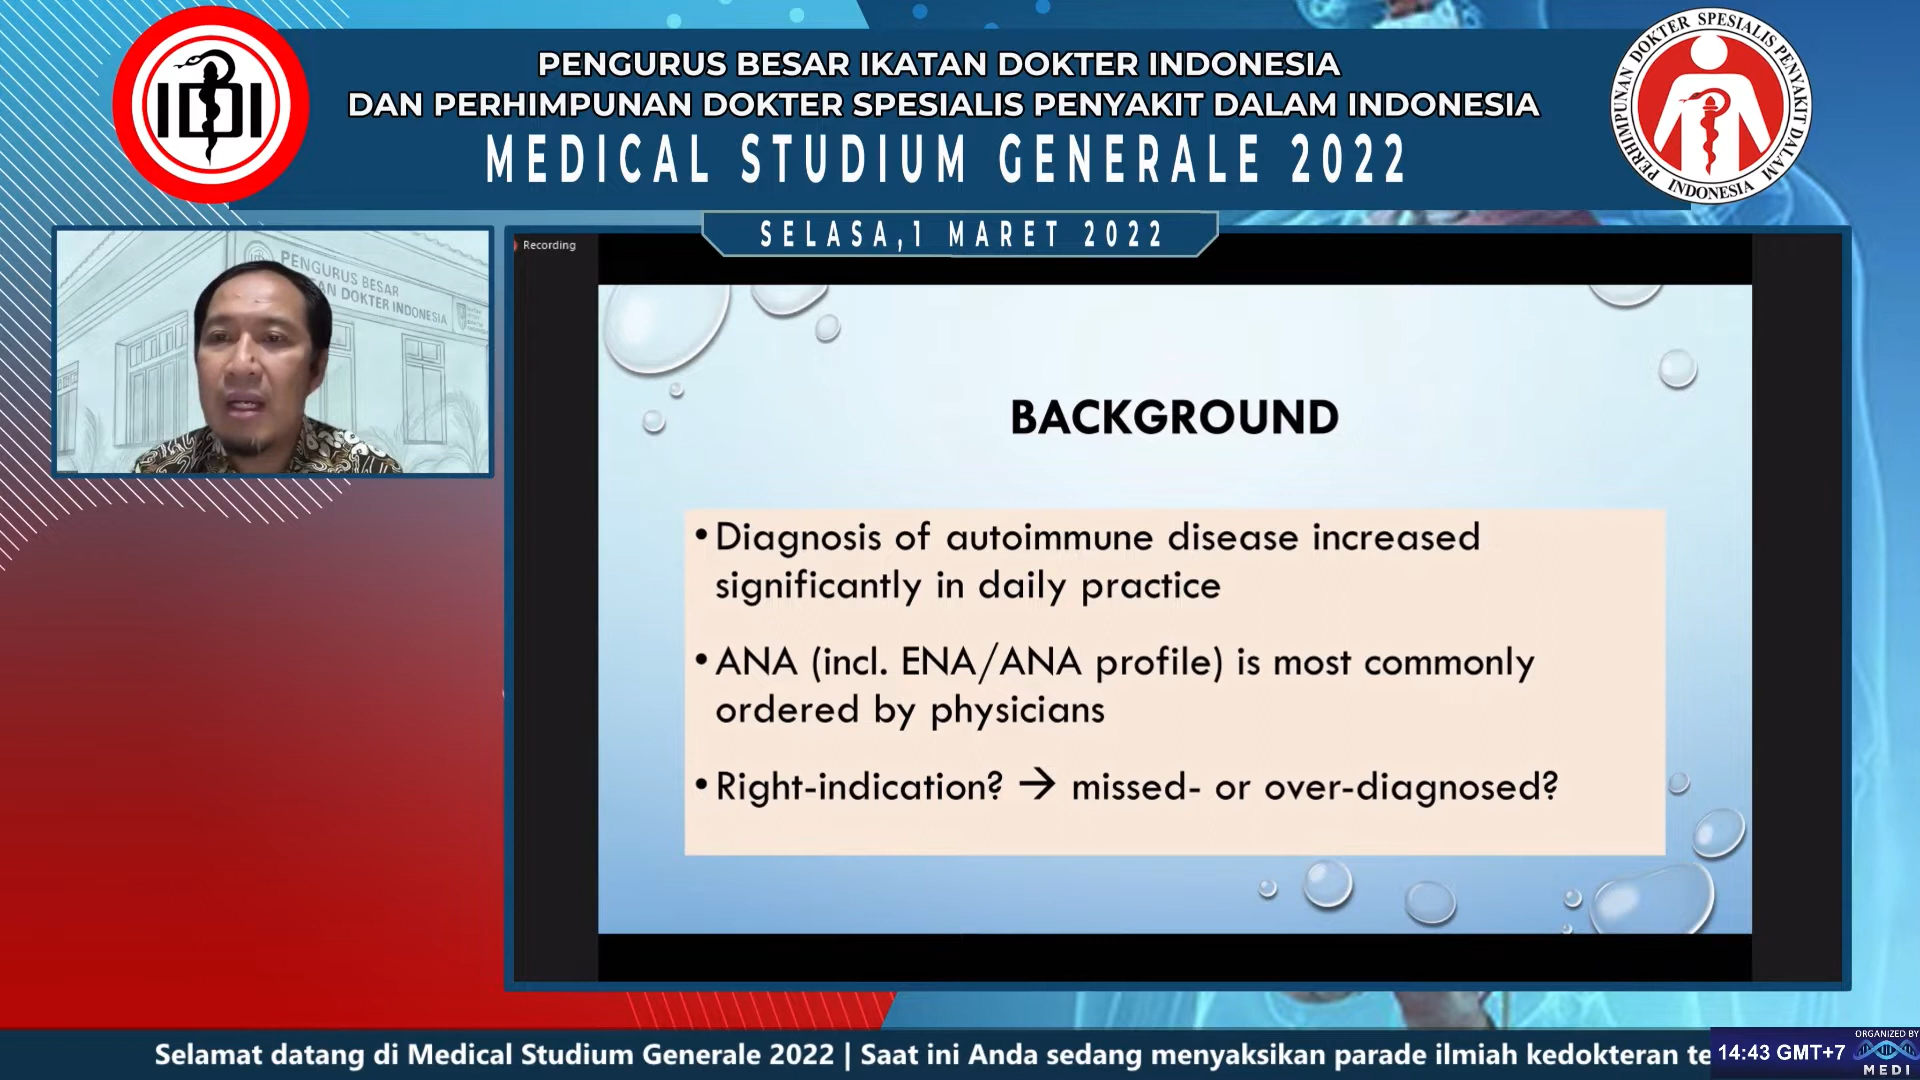 PENGURUS BESAR IKATAN DOKTER INDONESIA
DAN PERHIMPUNAN DOKTER SPESIALIS PENYAKIT DALAM INDONESIA
MEDICAL STUDIUM GENERALE 2022
SELASA,1 MARET 2022
IDI
PERHIMPUNAN DOKTER SPESIALIS PENYAKIT DALAM
INDONESIA
PENGURUS BESAR
DOKTER INDONESIA
Recording
BACKGROUND
•Diagnosis of autoimmune disease increased
significantly in daily practice
•ANA (incl. ENA/ANA profile) is most commonly
ordered by physicians
•Right-indication? → missed- or over-diagnosed?
Selamat datang di Medical Studium Generale 2022 | Saat ini Anda sedang menyaksikan parade ilmiah kedokteran te
14:43 GMT+7
ORGANIZED BY
MEDI